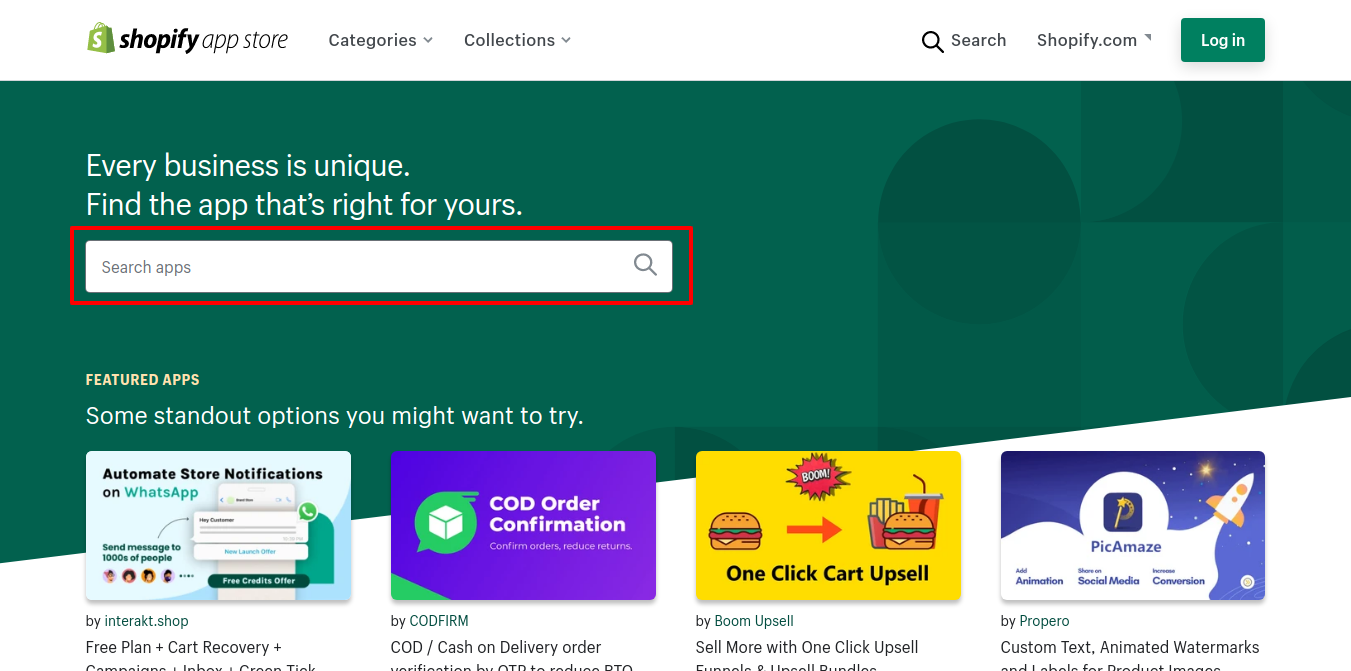 shopify app store
Categories
Collections
Search
Shopify.com
Log in
Every business is unique.
Find the app that’s right for yours.
Search apps
FEATURED APPS
Some standout options you might want to try.
Automate Store Notifications
on WhatsApp
Hey Customer
New Launch Offer
Send message to
1000s of people
Free Credits Offer
by interakt.shop
Free Plan + Cart Recovery +
Campaigns + Inbox + Green Tick
COD Order
Confirmation
Confirm orders, reduce returns.
by CODFIRM
COD / Cash on Delivery order
verification by OTP to reduce RTO
BOOM!
One Click Cart Upsell
by Boom Upsell
Sell More with One Click Upsell
Funnels & Upsell Bundles
P
PicAmaze
Add
Animation
Share on
Social Media
Increase
Conversion
by Propero
Custom Text, Animated Watermarks
and Labels for Product Images